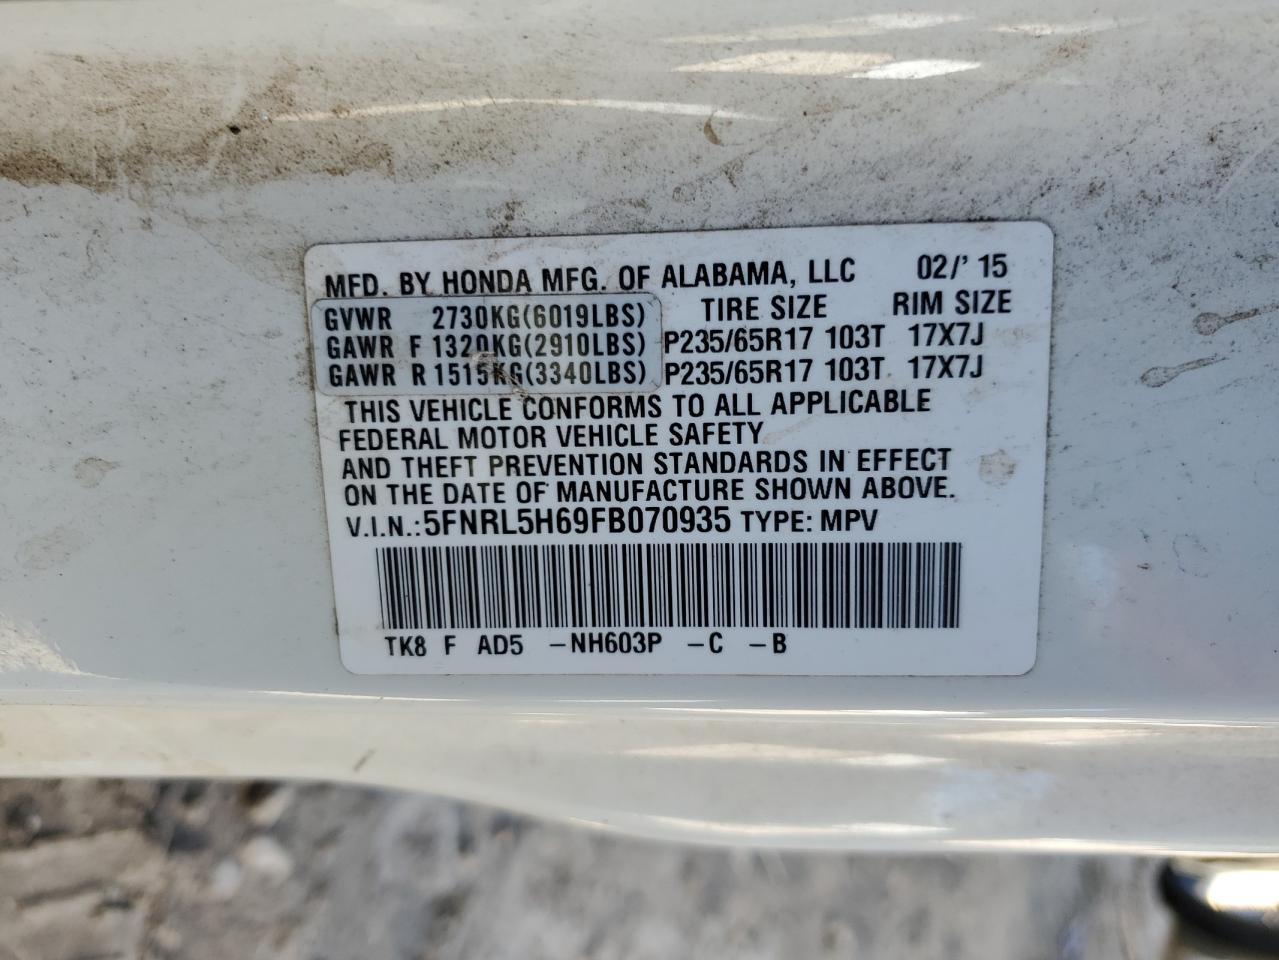 MFD. BY HONDA MFG. OF ALABAMA, LLC 02/'15
GVWR 2730KG(6019LBS) TIRE SIZE RIM SIZE
GAWR F 1320KG(2910LBS) P235/65R17 103T 17X7J
GAWR R 1515KG(3340LBS) P235/65R17 103T 17X7J
THIS VEHICLE CONFORMS TO ALL APPLICABLE
FEDERAL MOTOR VEHICLE SAFETY
AND THEFT PREVENTION STANDARDS IN EFFECT
ON THE DATE OF MANUFACTURE SHOWN ABOVE.
V.I.N.:5FNRL5H69FB070935 TYPE: MPV
TK8 F AD5 -NH603P -C -B